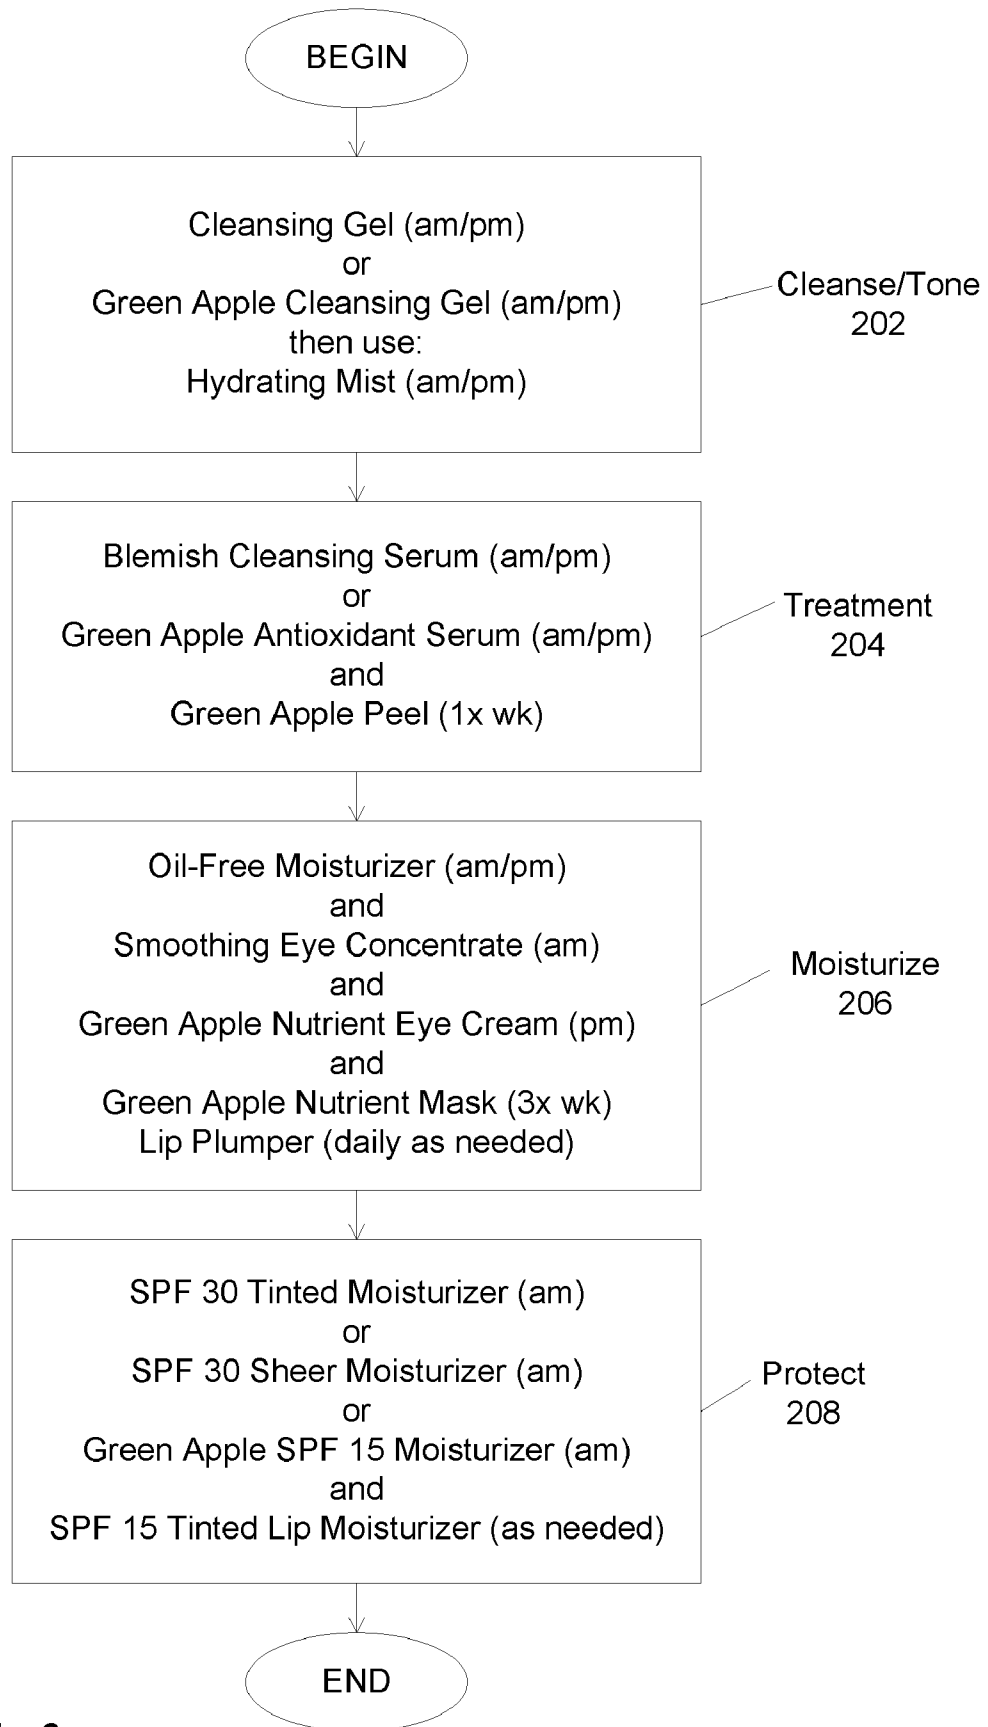 BEGIN
Cleansing Gel (am/pm)
or
Green Apple Cleansing Gel (am/pm)
then use:
Hydrating Mist (am/pm)
Cleanse/Tone
202
Blemish Cleansing Serum (am/pm)
or
Green Apple Antioxidant Serum (am/pm)
and
Green Apple Peel (1x wk)
Treatment
204
Oil-Free Moisturizer (am/pm)
and
Smoothing Eye Concentrate (am)
and
Green Apple Nutrient Eye Cream (pm)
and
Green Apple Nutrient Mask (3x wk)
Lip Plumper (daily as needed)
Moisturize
206
SPF 30 Tinted Moisturizer (am)
or
SPF 30 Sheer Moisturizer (am)
or
Green Apple SPF 15 Moisturizer (am)
and
SPF 15 Tinted Lip Moisturizer (as needed)
Protect
208
END